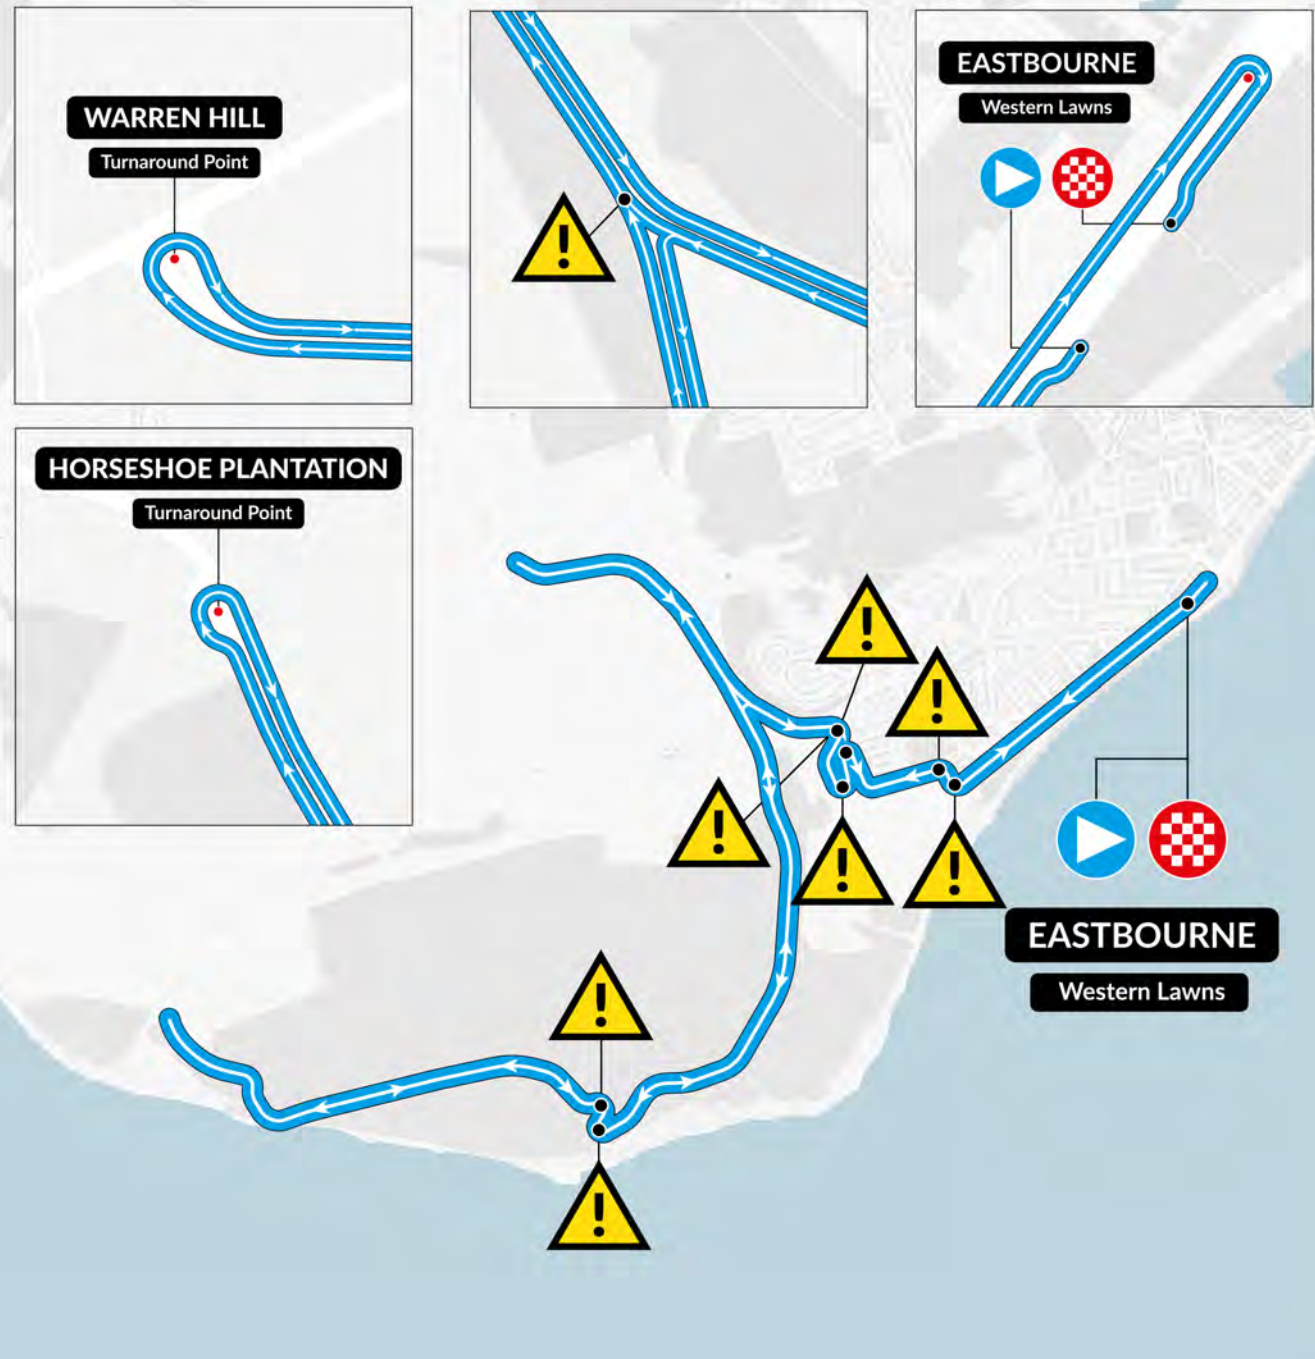 WARREN HILL
Turnaround Point
EASTBOURNE
Western Lawns
!
HORSESHOE PLANTATION
Turnaround Point
!
!
!
!
!
EASTBOURNE
Western Lawns
!
!